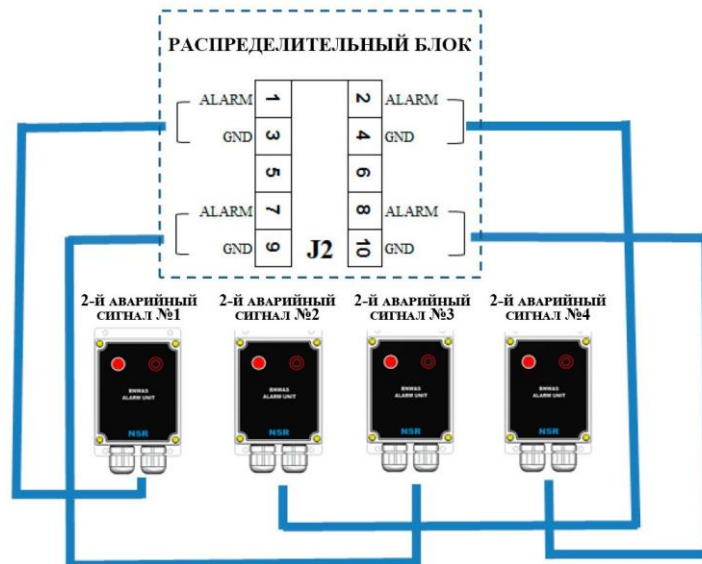 РАСПРЕДЕЛИТЕЛЬНЫЙ БЛОК
ALARM 1 2 ALARM
GND 3 4 GND
5 6
ALARM 7 8 ALARM
GND 9 J2 10 GND
2-й АВАРИЙНЫЙ СИГНАЛ №1
2-й АВАРИЙНЫЙ СИГНАЛ №2
2-й АВАРИЙНЫЙ СИГНАЛ №3
2-й АВАРИЙНЫЙ СИГНАЛ №4
BNWAS
ALARM UNIT
NSR
BNWAS
ALARM UNIT
NSR
BNWAS
ALARM UNIT
NSR
BNWAS
ALARM UNIT
NSR